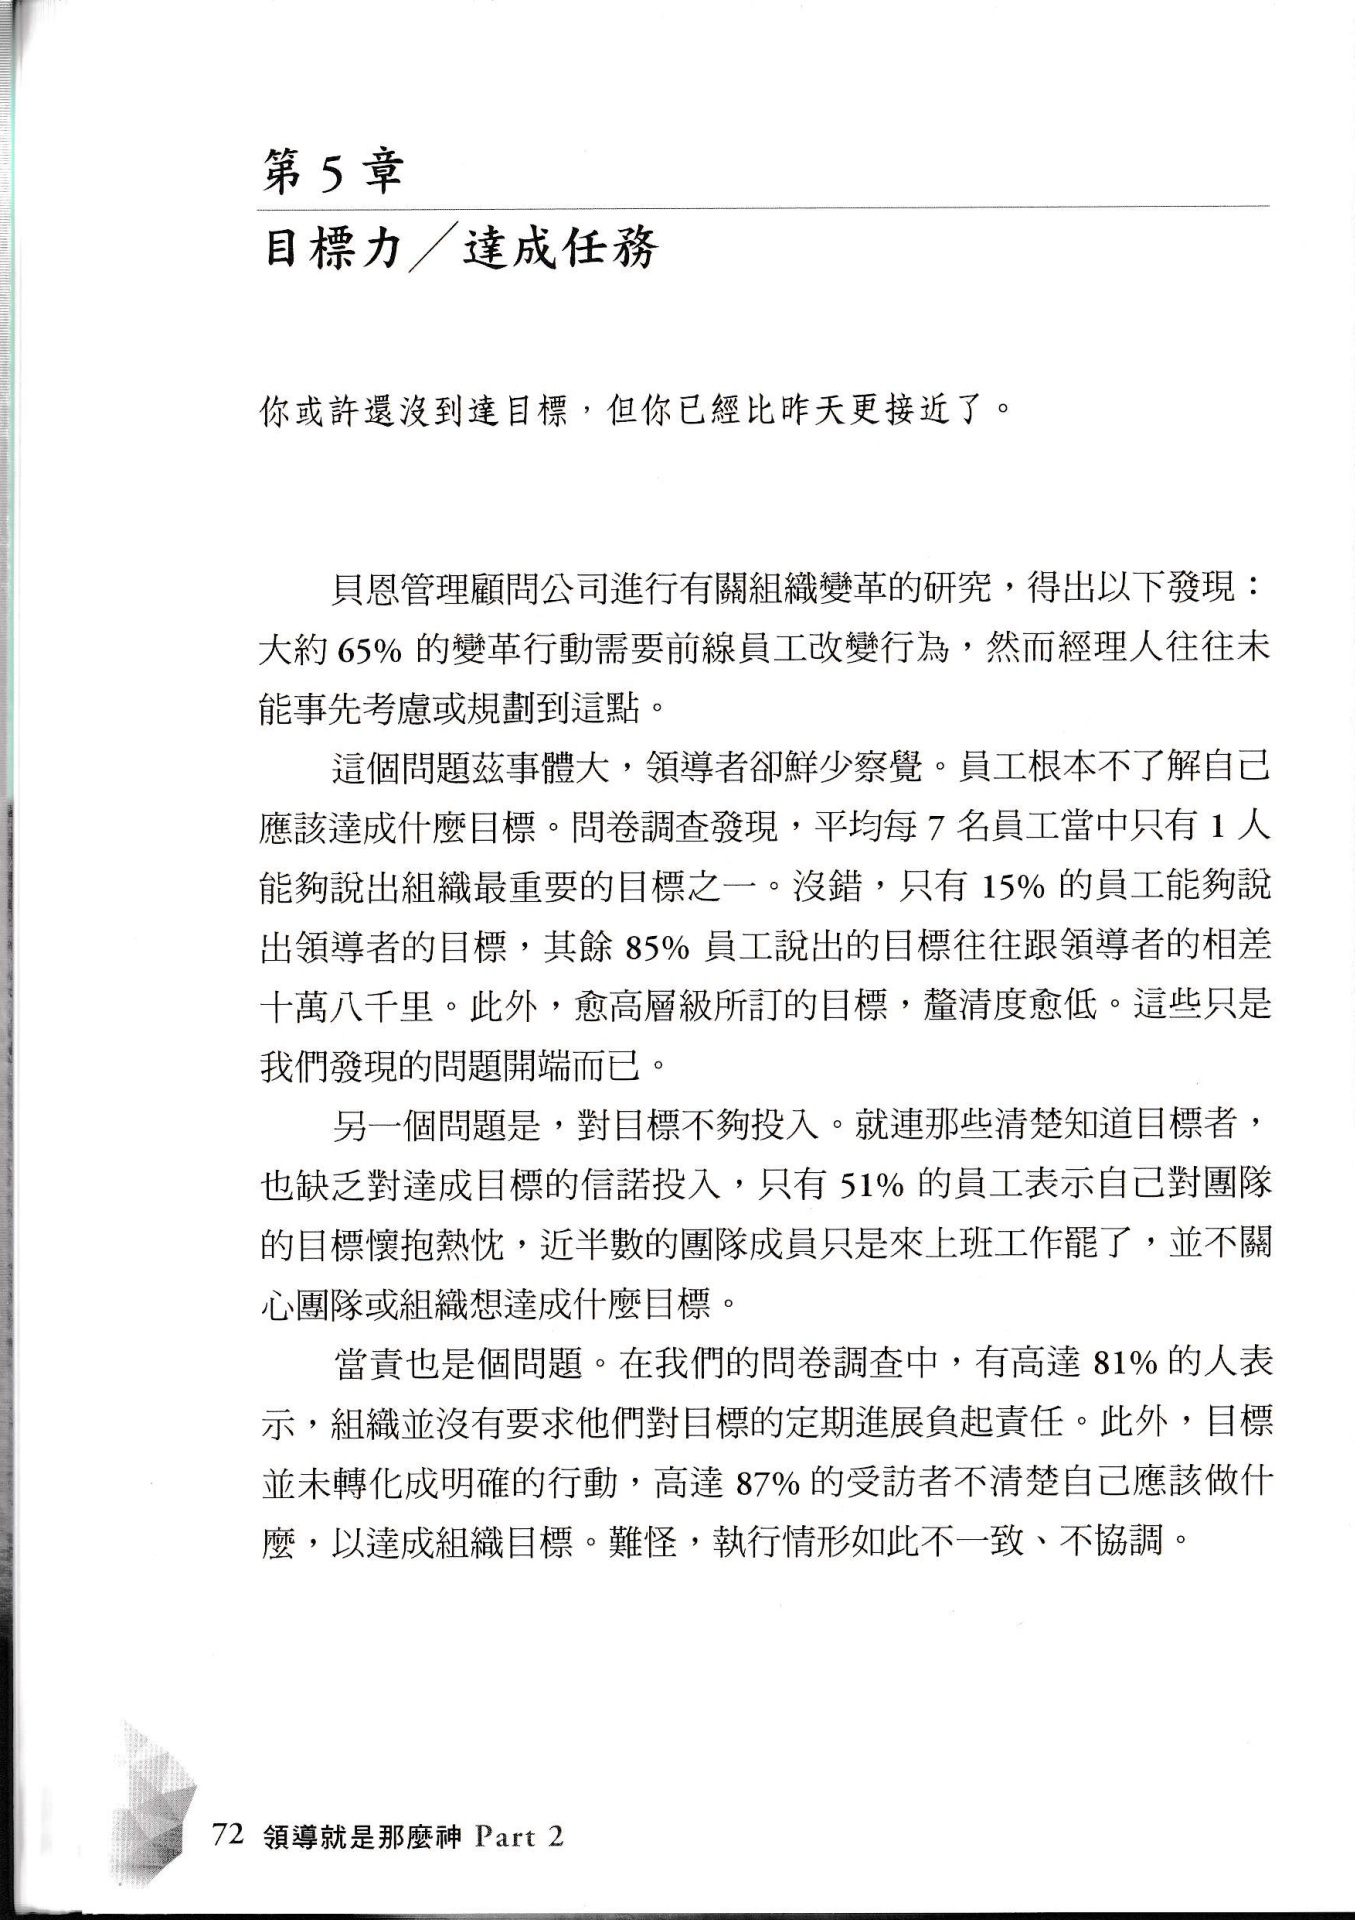 第 5 章
目標力／達成任務
你或許還沒到達目標，但你已經比昨天更接近了。
貝恩管理顧問公司進行有關組織變革的研究，得出以下發現：
大約 65% 的變革行動需要前線員工改變行為，然而經理人往往未
能事先考慮或規劃到這點。
這個問題茲事體大，領導者卻鮮少察覺。員工根本不了解自己
應該達成什麼目標。問卷調查發現，平均每 7 名員工當中只有 1 人
能夠說出組織最重要的目標之一。沒錯，只有 15% 的員工能夠說
出領導者的目標，其餘 85% 員工說出的目標往往跟領導者的相差
十萬八千里。此外，愈高層級所訂的目標，釐清度愈低。這些只是
我們發現的問題開端而已。
另一個問題是，對目標不夠投入。就連那些清楚知道目標者，
也缺乏對達成目標的信諾投入，只有 51% 的員工表示自己對團隊
的目標懷抱熱忱，近半數的團隊成員只是來上班工作罷了，並不關
心團隊或組織想達成什麼目標。
當責也是個問題。在我們的問卷調查中，有高達 81% 的人表
示，組織並沒有要求他們對目標的定期進展負起責任。此外，目標
並未轉化成明確的行動，高達 87% 的受訪者不清楚自己應該做什
麼，以達成組織目標。難怪，執行情形如此不一致、不協調。
72 領導就是那麼神 Part 2